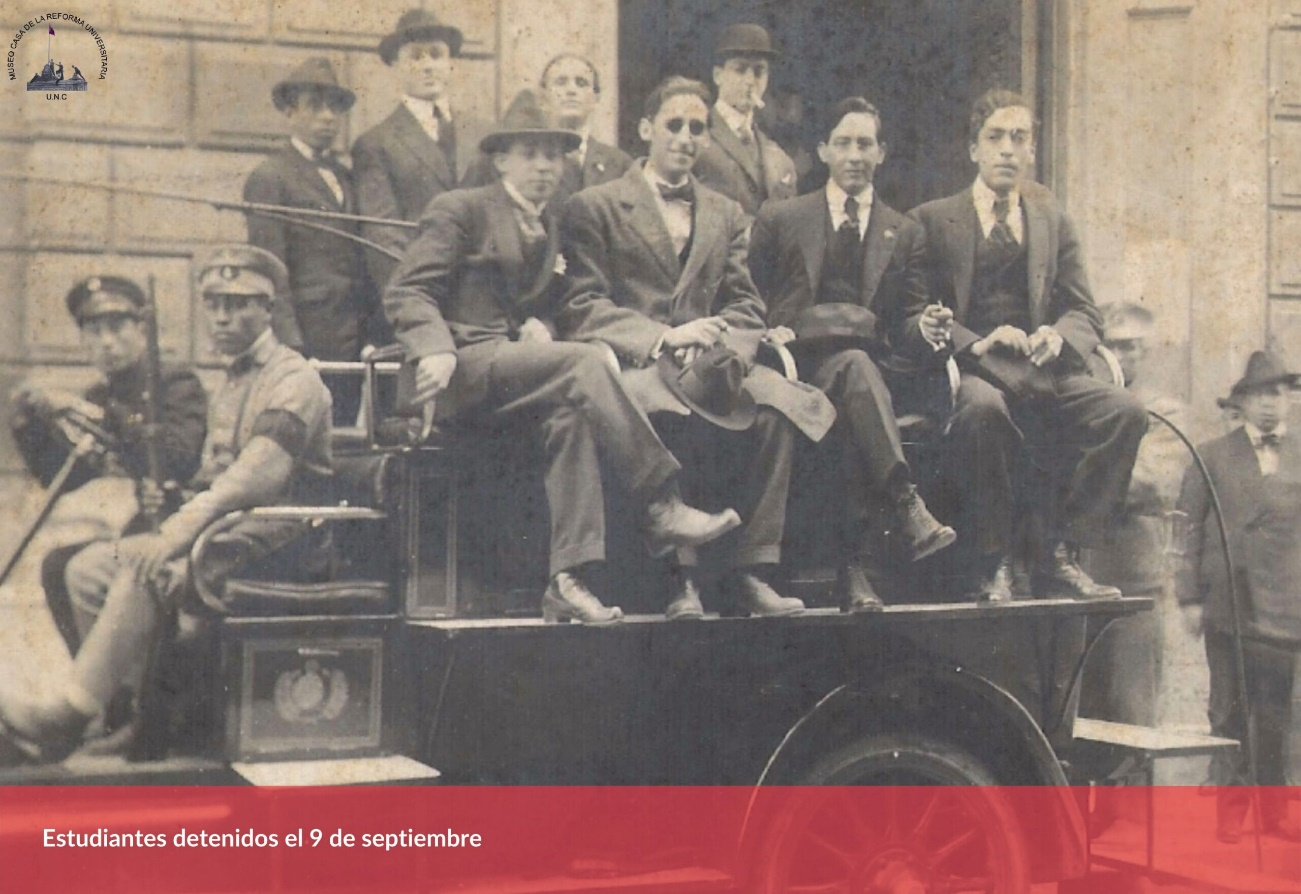 MUSEO CASA DE LA REFORMA UNIVERSITARIA
U.N.C
Estudiantes detenidos el 9 de septiembre